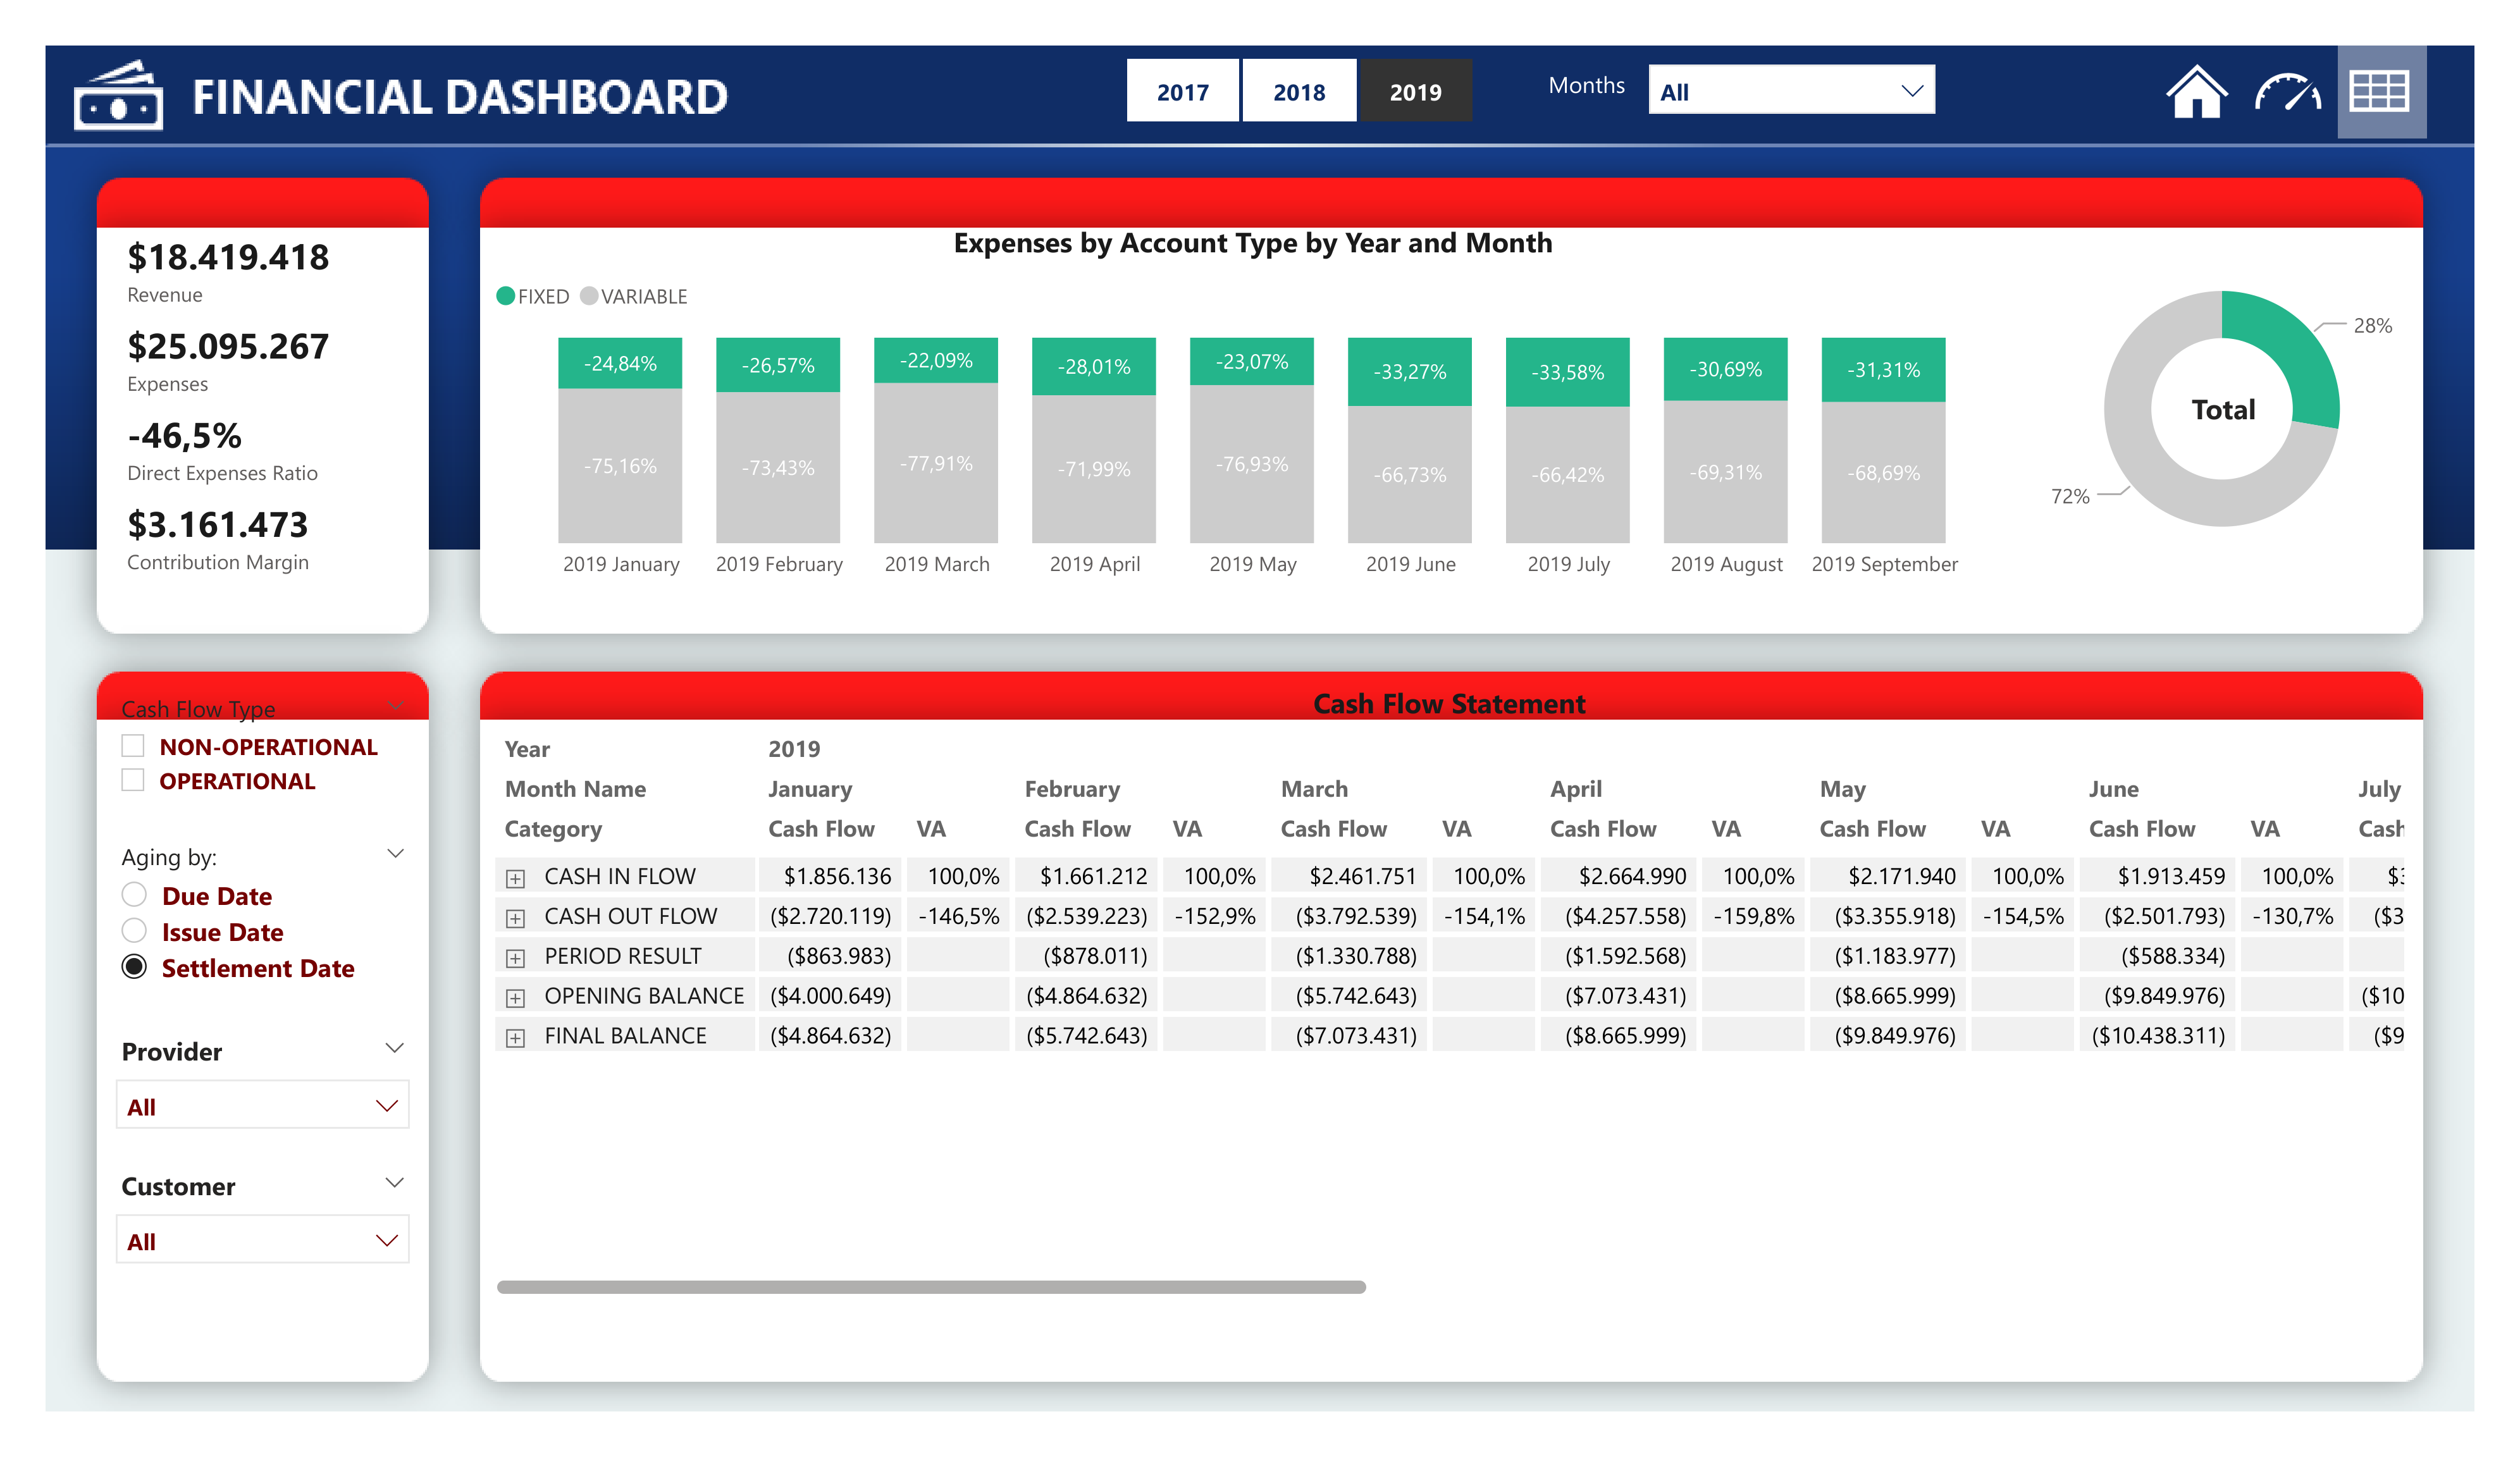 FINANCIAL DASHBOARD
2017 2018 2019 Months All
$18.419.418
Revenue
$25.095.267
Expenses
-46,5%
Direct Expenses Ratio
$3.161.473
Contribution Margin
Expenses by Account Type by Year and Month
FIXED VARIABLE
-24,84% -26,57% -22,09% -28,01% -23,07% -33,27% -33,58% -30,69% -31,31%
-75,16% -73,43% -77,91% -71,99% -76,93% -66,73% -66,42% -69,31% -68,69%
2019 January 2019 February 2019 March 2019 April 2019 May 2019 June 2019 July 2019 August 2019 September
28%
Total
72%
Cash Flow Type
NON-OPERATIONAL
OPERATIONAL
Aging by:
Due Date
Issue Date
Settlement Date
Provider
All
Customer
All
Cash Flow Statement
Year 2019
Month Name January February March April May June July
Category Cash Flow VA Cash Flow VA Cash Flow VA Cash Flow VA Cash Flow VA Cash Flow VA Cash
CASH IN FLOW $1.856.136 100,0% $1.661.212 100,0% $2.461.751 100,0% $2.664.990 100,0% $2.171.940 100,0% $1.913.459 100,0%
CASH OUT FLOW ($2.720.119) -146,5% ($2.539.223) -152,9% ($3.792.539) -154,1% ($4.257.558) -159,8% ($3.355.918) -154,5% ($2.501.793) -130,7% ($3
PERIOD RESULT ($863.983) ($878.011) ($1.330.788) ($1.592.568) ($1.183.977) ($588.334)
OPENING BALANCE ($4.000.649) ($4.864.632) ($5.742.643) ($7.073.431) ($8.665.999) ($9.849.976) ($10
FINAL BALANCE ($4.864.632) ($5.742.643) ($7.073.431) ($8.665.999) ($9.849.976) ($10.438.311) ($9